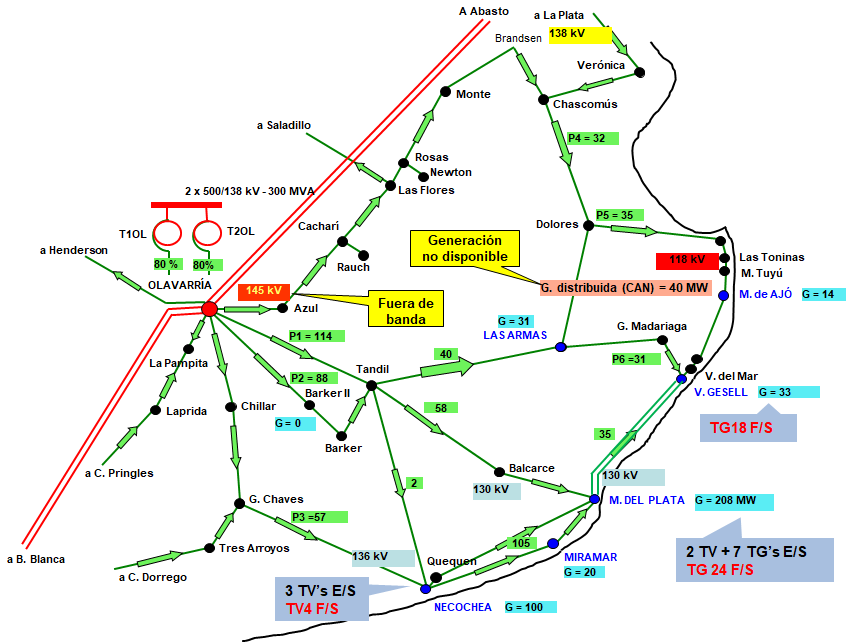 A Abasto
a La Plata
Brandsen
138 kV
Verónica
Monte
Chascomús
a Saladillo
P4 = 32
Rosas
Newton
2 x 500/138 kV - 300 MVA
Las Flores
Cacharí
Dolores
P5 = 35
T1OL
T2OL
Generación
no disponible
a Henderson
80 %
80%
Rauch
118 kV
Las Toninas
M. Tuyú
OLAVARRÍA
145 kV
G. distribuida (CAN) = 40 MW
M. de AJÓ
G = 14
Azul
Fuera de
banda
G = 31
LAS ARMAS
G. Madariaga
P1 = 114
La Pampita
Tandil
40
P6 =31
V. del Mar
P2 = 88
Barker II
V. GESELL
G = 33
Laprida
Chillar
G = 0
58
TG18 F/S
Barker
35
a C. Pringles
Balcarce
130 kV
2
130 kV
G. Chaves
M. DEL PLATA
G = 208 MW
P3 =57
Tres Arroyos
105
136 kV
a B. Blanca
Quequen
MIRAMAR
2 TV + 7 TG's E/S
TG 24 F/S
a C. Dorrego
G = 20
3 TV's E/S
TV4 F/S
NECOCHEA
G = 100